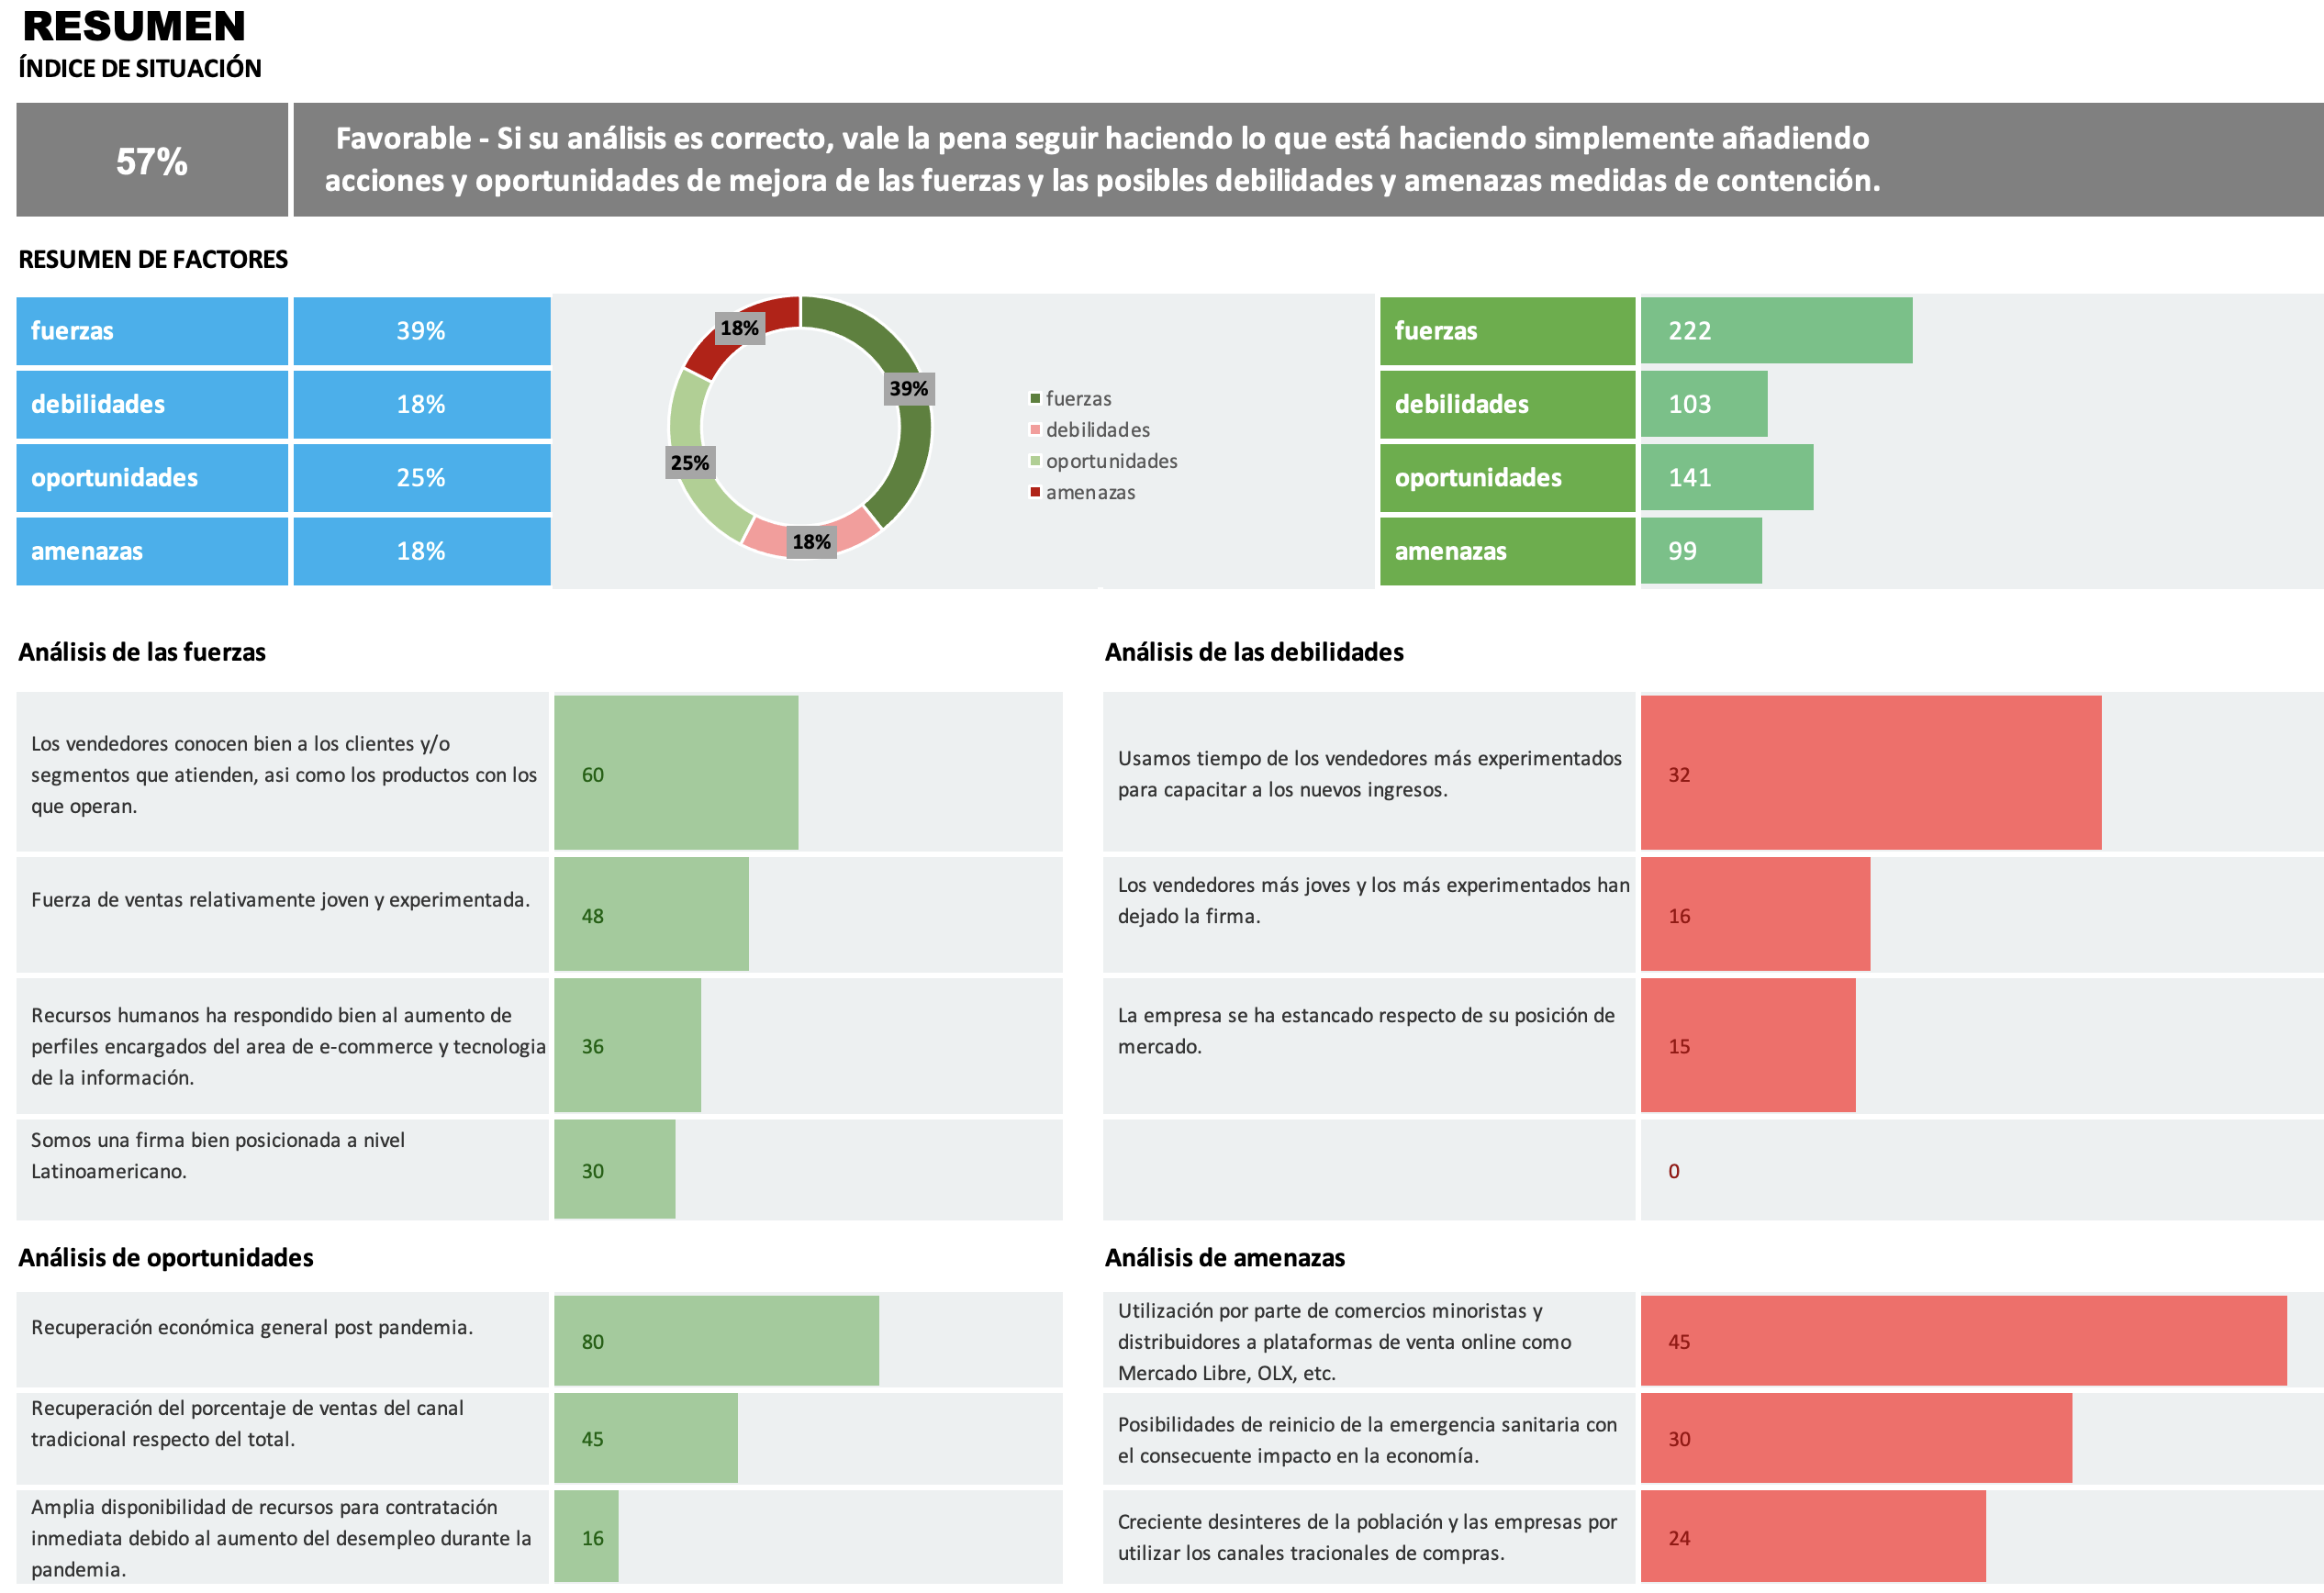 RESUMEN
ÍNDICE DE SITUACIÓN
57%
Favorable - Si su análisis es correcto, vale la pena seguir haciendo lo que está haciendo simplemente añadiendo
acciones y oportunidades de mejora de las fuerzas y las posibles debilidades y amenazas medidas de contención.
RESUMEN DE FACTORES
fuerzas 39%
debilidades 18%
oportunidades 25%
amenazas 18%
18%
39%
25%
18%
fuerzas
debilidades
oportunidades
amenazas
fuerzas 222
debilidades 103
oportunidades 141
amenazas 99
Análisis de las fuerzas
Los vendedores conocen bien a los clientes y/o
segmentos que atienden, asi como los productos con los
que operan.
60
Fuerza de ventas relativamente joven y experimentada.
48
Recursos humanos ha respondido bien al aumento de
perfiles encargados del area de e-commerce y tecnologia
de la información.
36
Somos una firma bien posicionada a nivel
Latinoamericano.
30
Análisis de las debilidades
Usamos tiempo de los vendedores más experimentados
para capacitar a los nuevos ingresos.
32
Los vendedores más joves y los más experimentados han
dejado la firma.
16
La empresa se ha estancado respecto de su posición de
mercado.
15
0
Análisis de oportunidades
Recuperación económica general post pandemia.
80
Recuperación del porcentaje de ventas del canal
tradicional respecto del total.
45
Amplia disponibilidad de recursos para contratación
inmediata debido al aumento del desempleo durante la
pandemia.
16
Análisis de amenazas
Utilización por parte de comercios minoristas y
distribuidores a plataformas de venta online como
Mercado Libre, OLX, etc.
45
Posibilidades de reinicio de la emergencia sanitaria con
el consecuente impacto en la economía.
30
Creciente desinteres de la población y las empresas por
utilizar los canales tracionales de compras.
24